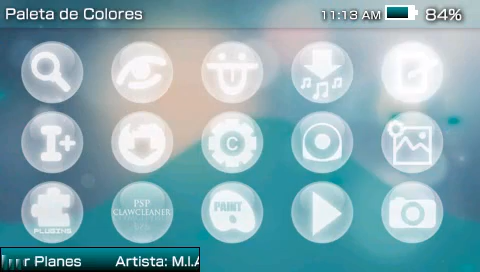 Paleta de Colores 11:13 AM 84%
I+
C
PLUGINS PSP CLAWCLEANER PAINT
Planes Artista: M.I.A